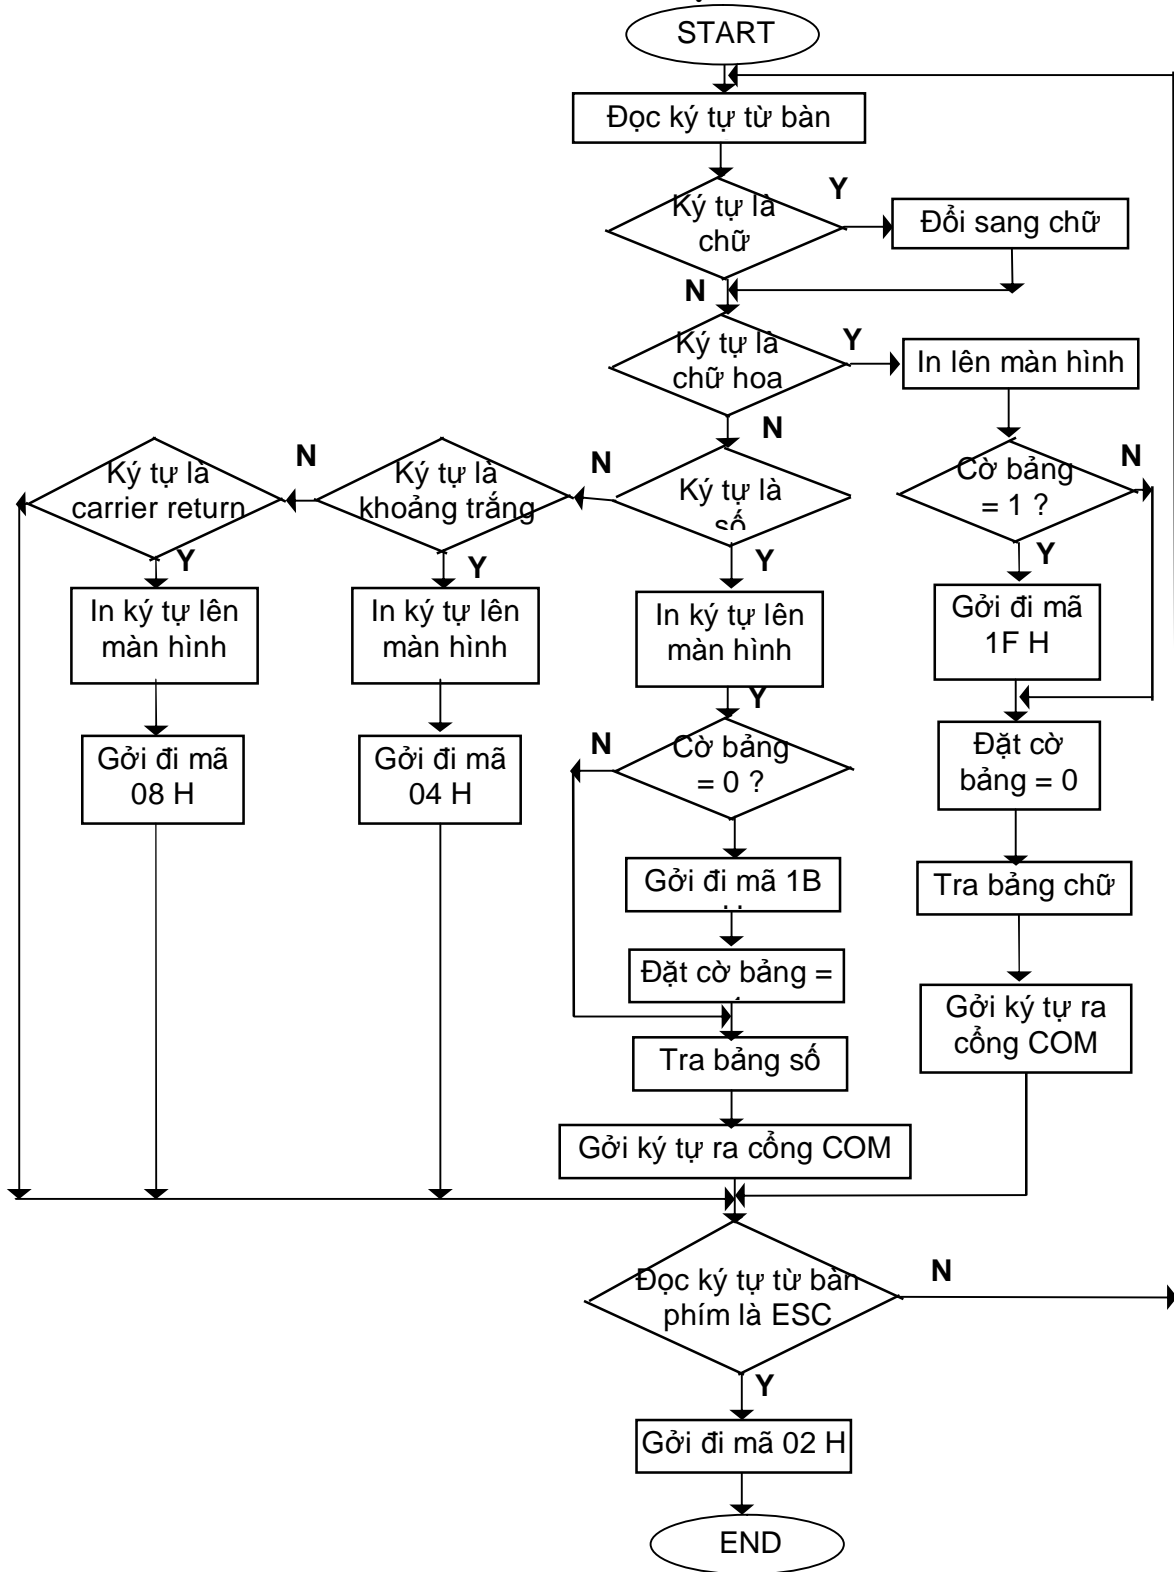 START
Đọc ký tự từ bàn
Ký tự là
chữ
Y
Đổi sang chữ
N
Ký tự là
chữ hoa
Y
In lên màn hình
N
Cờ bảng
= 1 ?
N
Ký tự là
carrier return
N
Ký tự là
khoảng trắng
N
Ký tự là
số
Y
Y
Y
Y
In ký tự lên
màn hình
In ký tự lên
màn hình
In ký tự lên
màn hình
Gởi đi mã
1F H
Y
Gởi đi mã
08 H
Gởi đi mã
04 H
N
Cờ bảng
= 0 ?
Đặt cờ
bảng = 0
Gởi đi mã 1B
Tra bảng chữ
Đặt cờ bảng =
Gởi ký tự ra
cổng COM
Tra bảng số
Gởi ký tự ra cổng COM
Đọc ký tự từ bàn
phím là ESC
N
Y
Gởi đi mã 02 H
END